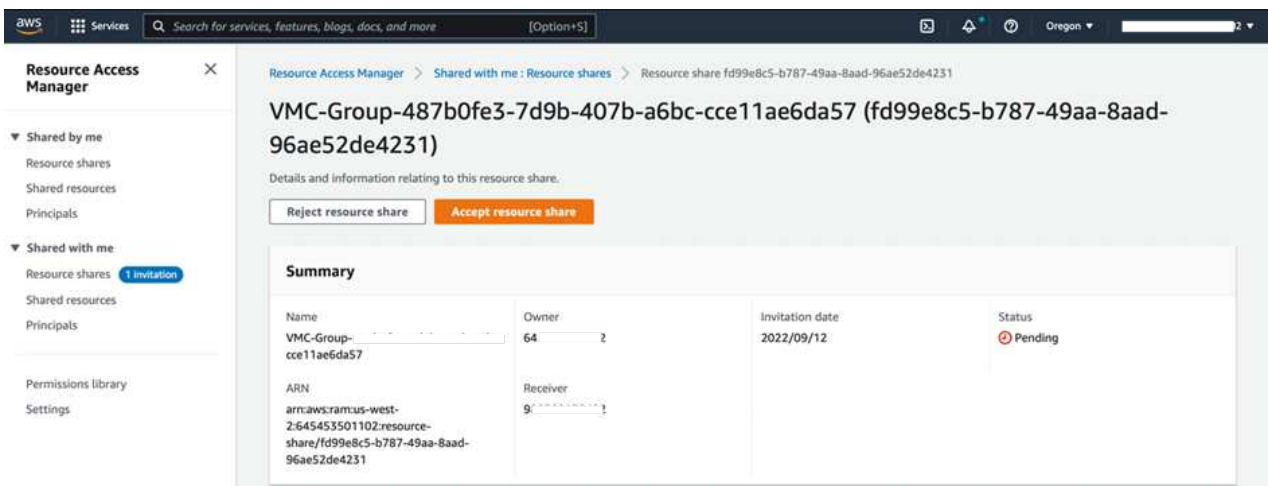 aws
Services
Search for services, features, blogs, docs, and more
[Option+S]
Oregon
2
Resource Access
Manager
Shared by me
Resource shares
Shared resources
Principals
Shared with me
Resource shares 1 invitation
Shared resources
Principals
Permissions library
Settings
Resource Access Manager > Shared with me : Resource shares > Resource share fd99e8c5-b787-49aa-8aad-96ae52de4231
VMC-Group-487b0fe3-7d9b-407b-a6bc-cce11ae6da57 (fd99e8c5-b787-49aa-8aad-
96ae52de4231)
Details and information relating to this resource share.
Reject resource share
Accept resource share
Summary
Name
VMC-Group-
cce11ae6da57
Owner
64 2
Invitation date
2022/09/12
Status
Pending
ARN
arn:aws:ram:us-west-
2:645453501102:resource-
share/fd99e8c5-b787-49aa-8aad-
96ae52de4231
Receiver
9